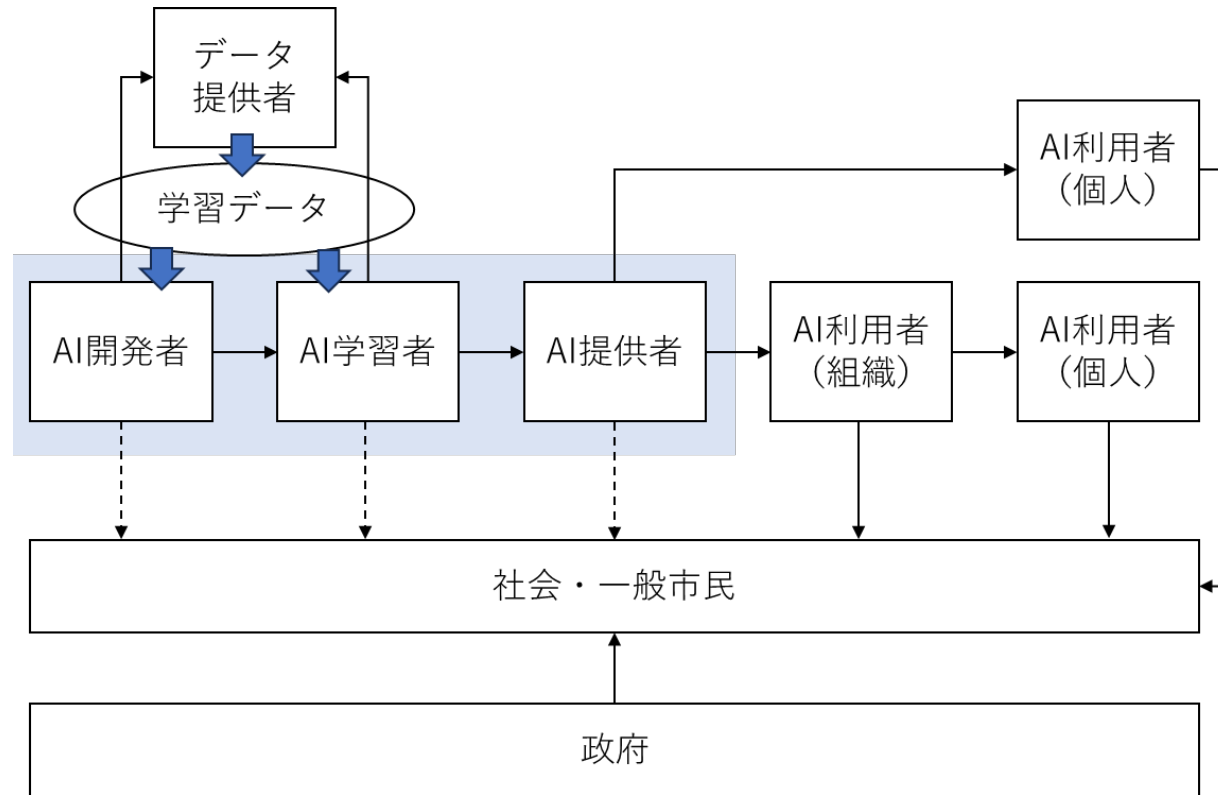 データ
提供者
学習データ
AI利用者
(個人)
AI開発者
AI学習者
AI提供者
AI利用者
(組織)
AI利用者
(個人)
社会・一般市民
政府